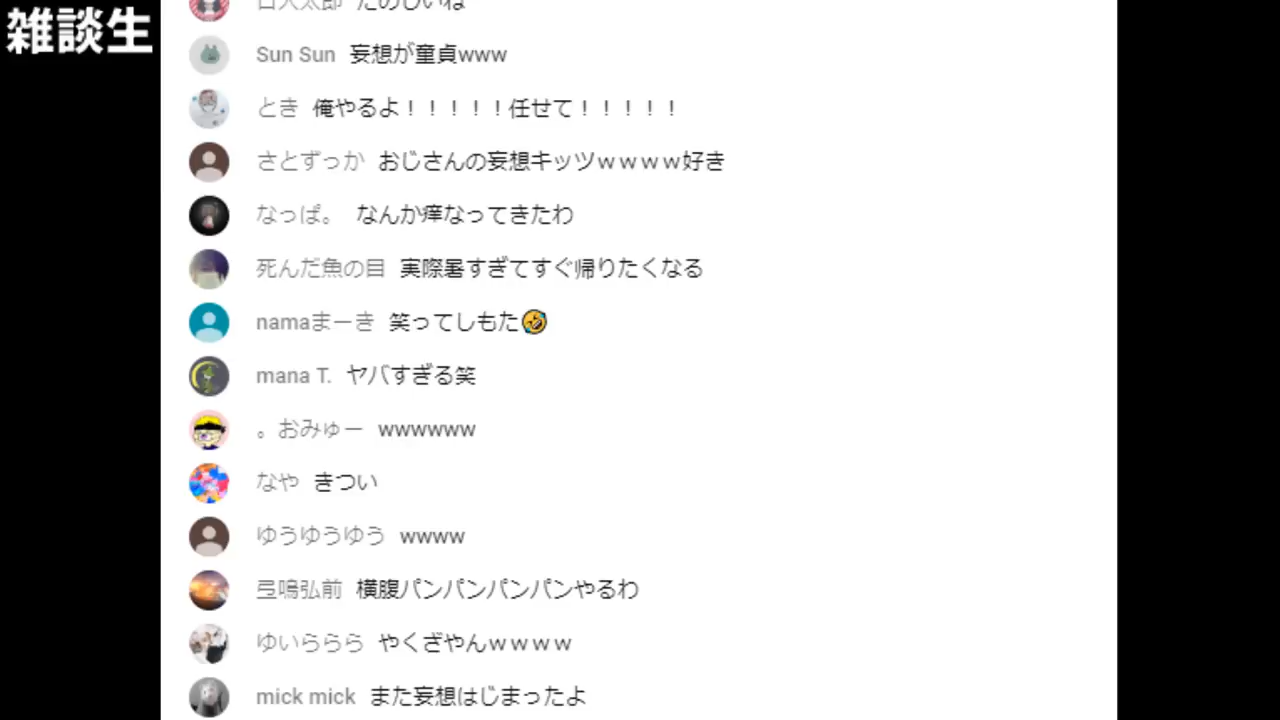 雑談生
たのしいね
Sun Sun 妄想が童貞www
とき 俺やるよ！！！！！任せて！！！！！
さとずっか おじさんの妄想キッツｗｗｗｗ好き
なっぱ。 なんか痒なってきたわ
死んだ魚の目 実際暑すぎてすぐ帰りたくなる
namaまーき 笑ってしもた🤣
mana T. ヤバすぎる笑
。おみゅー wwwwww
なや きつい
ゆうゆうゆう wwww
弖鳴弘前 横腹パンパンパンパンやるわ
ゆいららら やくざやんｗｗｗｗ
mick mick また妄想はじまったよ